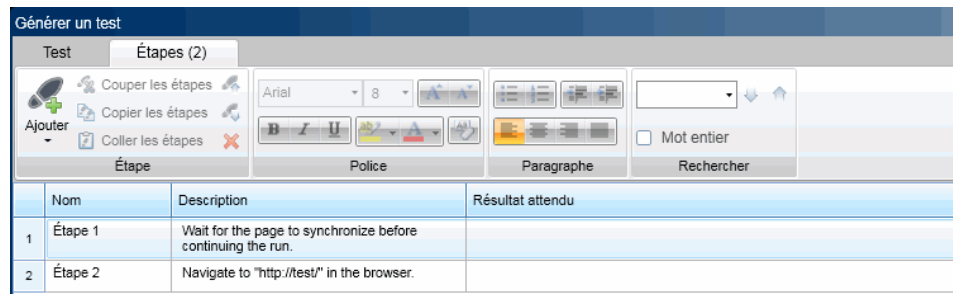 Générer un test
Test Étapes (2)
Ajouter
Couper les étapes
Copier les étapes
Coller les étapes
Étape
Arial 8 A A
B I U ab A Ab
Police
Paragraphe
Mot entier
Rechercher
Nom Description Résultat attendu
1 Étape 1 Wait for the page to synchronize before
continuing the run.
2 Étape 2 Navigate to "http://test/" in the browser.